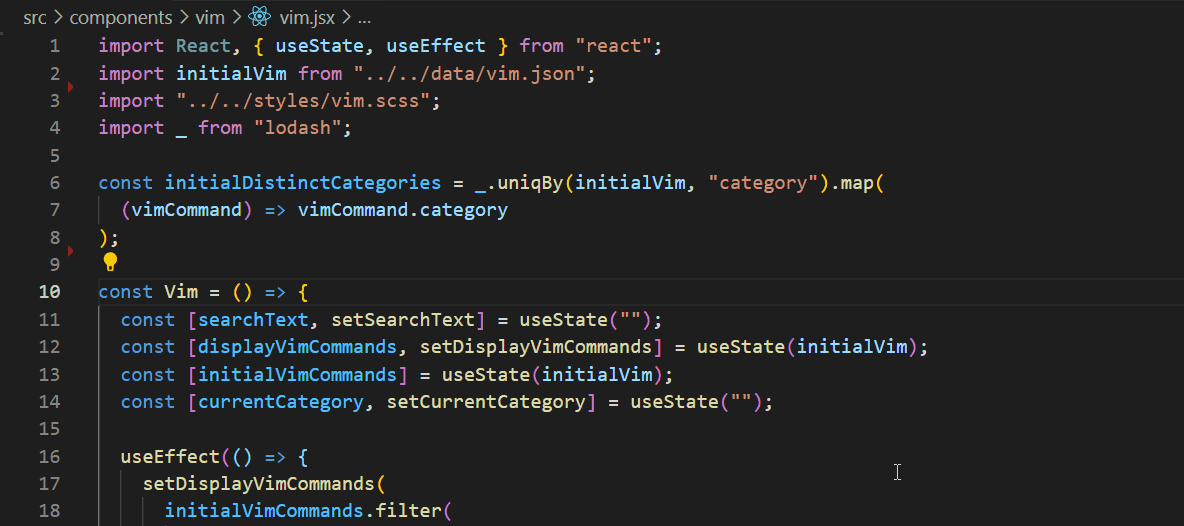 src > components > vim > vim.jsx > ...
1 import React, { useState, useEffect } from "react";
2 import initialVim from "../../data/vim.json";
3 import "../../styles/vim.scss";
4 import _ from "lodash";
5
6 const initialDistinctCategories = _.uniqBy(initialVim, "category").map(
7   (vimCommand) => vimCommand.category
8 );
9
10 const Vim = () => {
11   const [searchText, setSearchText] = useState("");
12   const [displayVimCommands, setDisplayVimCommands] = useState(initialVim);
13   const [initialVimCommands] = useState(initialVim);
14   const [currentCategory, setCurrentCategory] = useState("");
15
16   useEffect(() => {
17     setDisplayVimCommands(
18       initialVimCommands.filter(